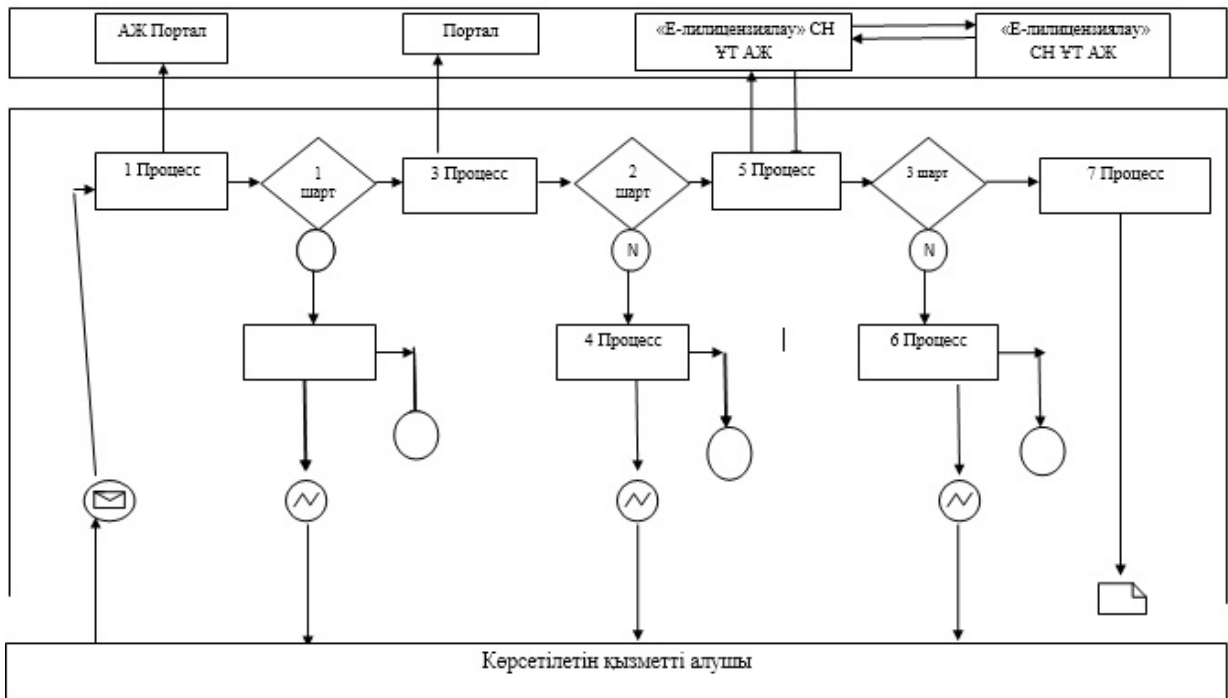 АЖ Портал
Портал
«Е-лилицензиялау» СН
ҰТ АЖ
«Е-лилицензиялау»
СН ҰТ АЖ
1 Процесс
1
шарт
3 Процесс
2
шарт
5 Процесс
3 шарт
7 Процесс
N
N
4 Процесс
6 Процесс
Көрсетілетін қызметті алушы